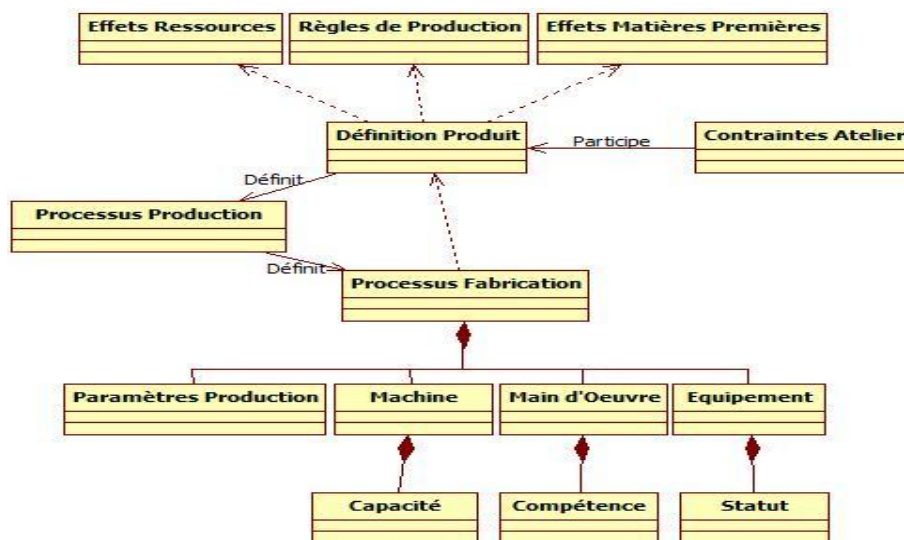 Effets Ressources
Règles de Production
Effets Matières Premières
Définition Produit
Participe
Contraintes Atelier
Définit
Processus Production
Définit
Processus Fabrication
Paramètres Production
Machine
Main d'Oeuvre
Equipement
Capacité
Compétence
Statut